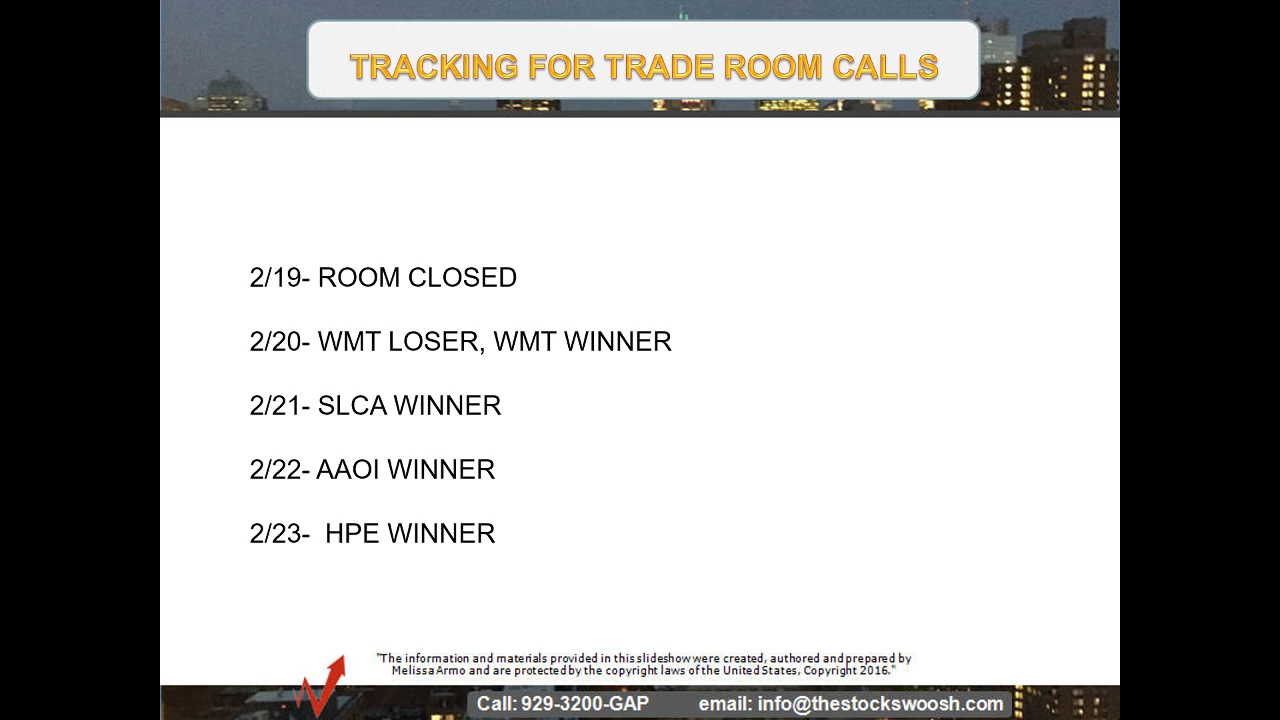 TRACKING FOR TRADE ROOM CALLS
2/19- ROOM CLOSED
2/20- WMT LOSER, WMT WINNER
2/21- SLCA WINNER
2/22- AAOI WINNER
2/23- HPE WINNER
"The information and materials provided in this slideshow were created, authored and prepared by
Melissa Armo and are protected by the copyright laws of the United States, Copyright 2016."
Call: 929-3200-GAP email: info@thestockswoosh.com